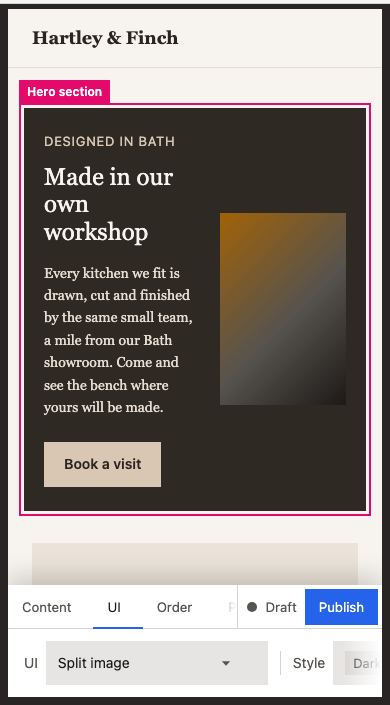 Hartley & Finch
Hero section
DESIGNED IN BATH
Made in our
own
workshop
Every kitchen we fit is
drawn, cut and finished
by the same small team,
a mile from our Bath
showroom. Come and
see the bench where
yours will be made.
Book a visit
Content UI Order Draft Publish
UI Split image Style Dark